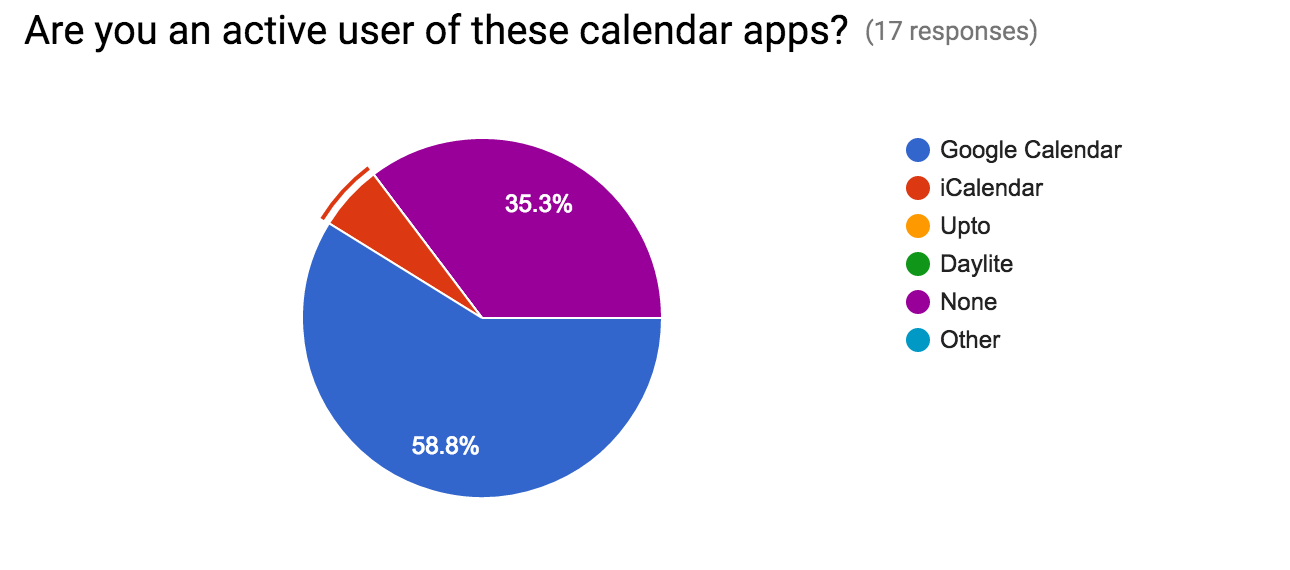 Are you an active user of these calendar apps? (17 responses)
35.3%
58.8%
Google Calendar
iCalendar
Upto
Daylite
None
Other